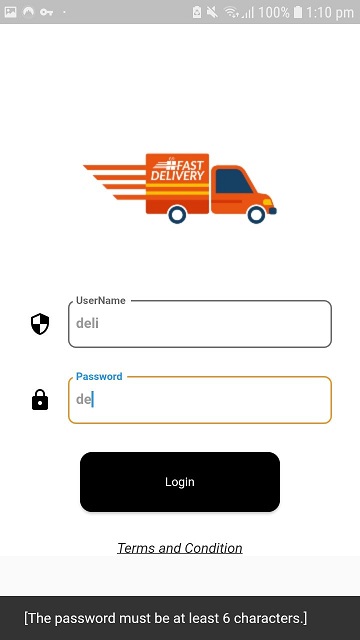 100% 1:10 pm
FAST
DELIVERY
UserName
deli
Password
de
Login
Terms and Condition
[The password must be at least 6 characters.]